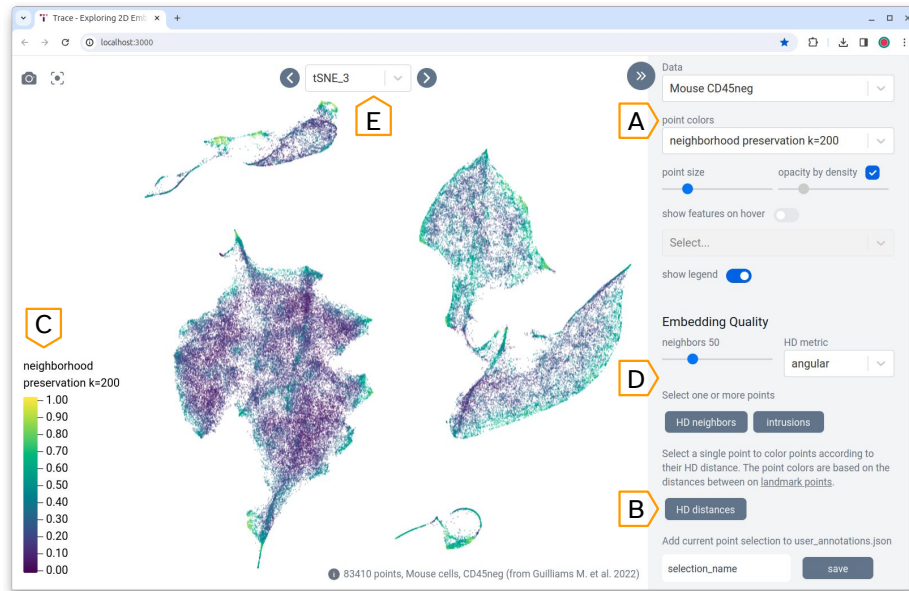 Trace - Exploring 2D Emb
localhost:3000
tSNE_3
E
Data
Mouse CD45neg
A
point colors
neighborhood preservation k=200
point size
opacity by density
show features on hover
Select...
show legend
C
neighborhood
preservation k=200
1.00
0.90
0.80
0.70
0.60
0.50
0.40
0.30
0.20
0.10
0.00
Embedding Quality
neighbors 50
HD metric
angular
D
Select one or more points
HD neighbors
intrusions
Select a single point to color points according to
their HD distance. The point colors are based on the
distances between on landmark points.
B
HD distances
Add current point selection to user_annotations.json
selection_name
save
83410 points, Mouse cells, CD45neg (from Guilliams M. et al. 2022)